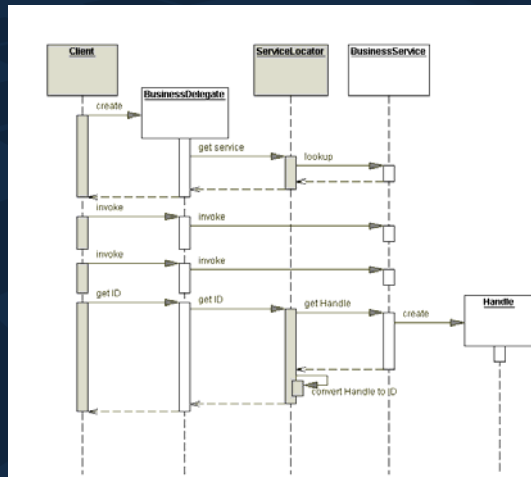 Client
ServiceLocator
BusinessService
BusinessDelegate
create
get service
lookup
invoke
invoke
invoke
invoke
get ID
get ID
get Handle
create
Handle
convert Handle to ID